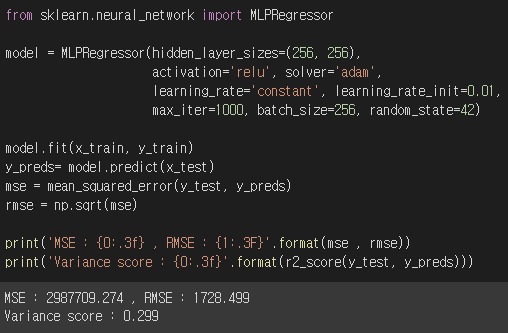 from sklearn.neural_network import MLPRegressor
model = MLPRegressor(hidden_layer_sizes=(256, 256),
activation='relu', solver='adam',
learning_rate='constant', learning_rate_init=0.01,
max_iter=1000, batch_size=256, random_state=42)
model.fit(x_train, y_train)
y_preds= model.predict(x_test)
mse = mean_squared_error(y_test, y_preds)
rmse = np.sqrt(mse)
print('MSE : {0:.3f} , RMSE : {1:.3F}'.format(mse , rmse))
print('Variance score : {0:.3f}'.format(r2_score(y_test, y_preds)))
MSE : 2987709.274 , RMSE : 1728.499
Variance score : 0.299